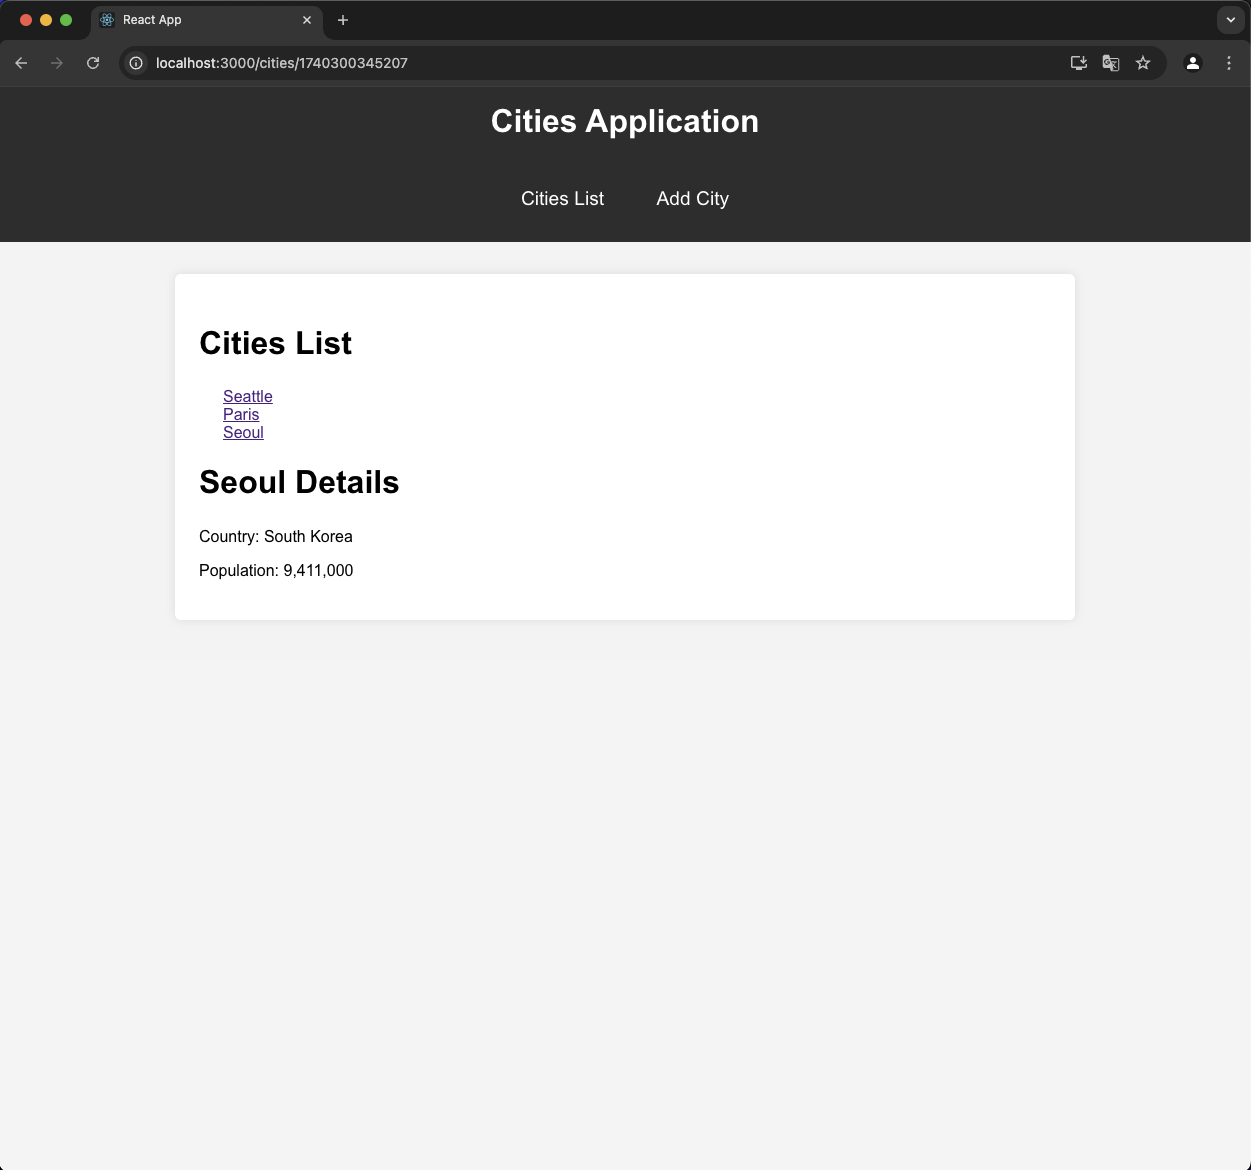 React App
localhost:3000/cities/1740300345207
Cities Application
Cities List Add City
Cities List
Seattle
Paris
Seoul
Seoul Details
Country: South Korea
Population: 9,411,000